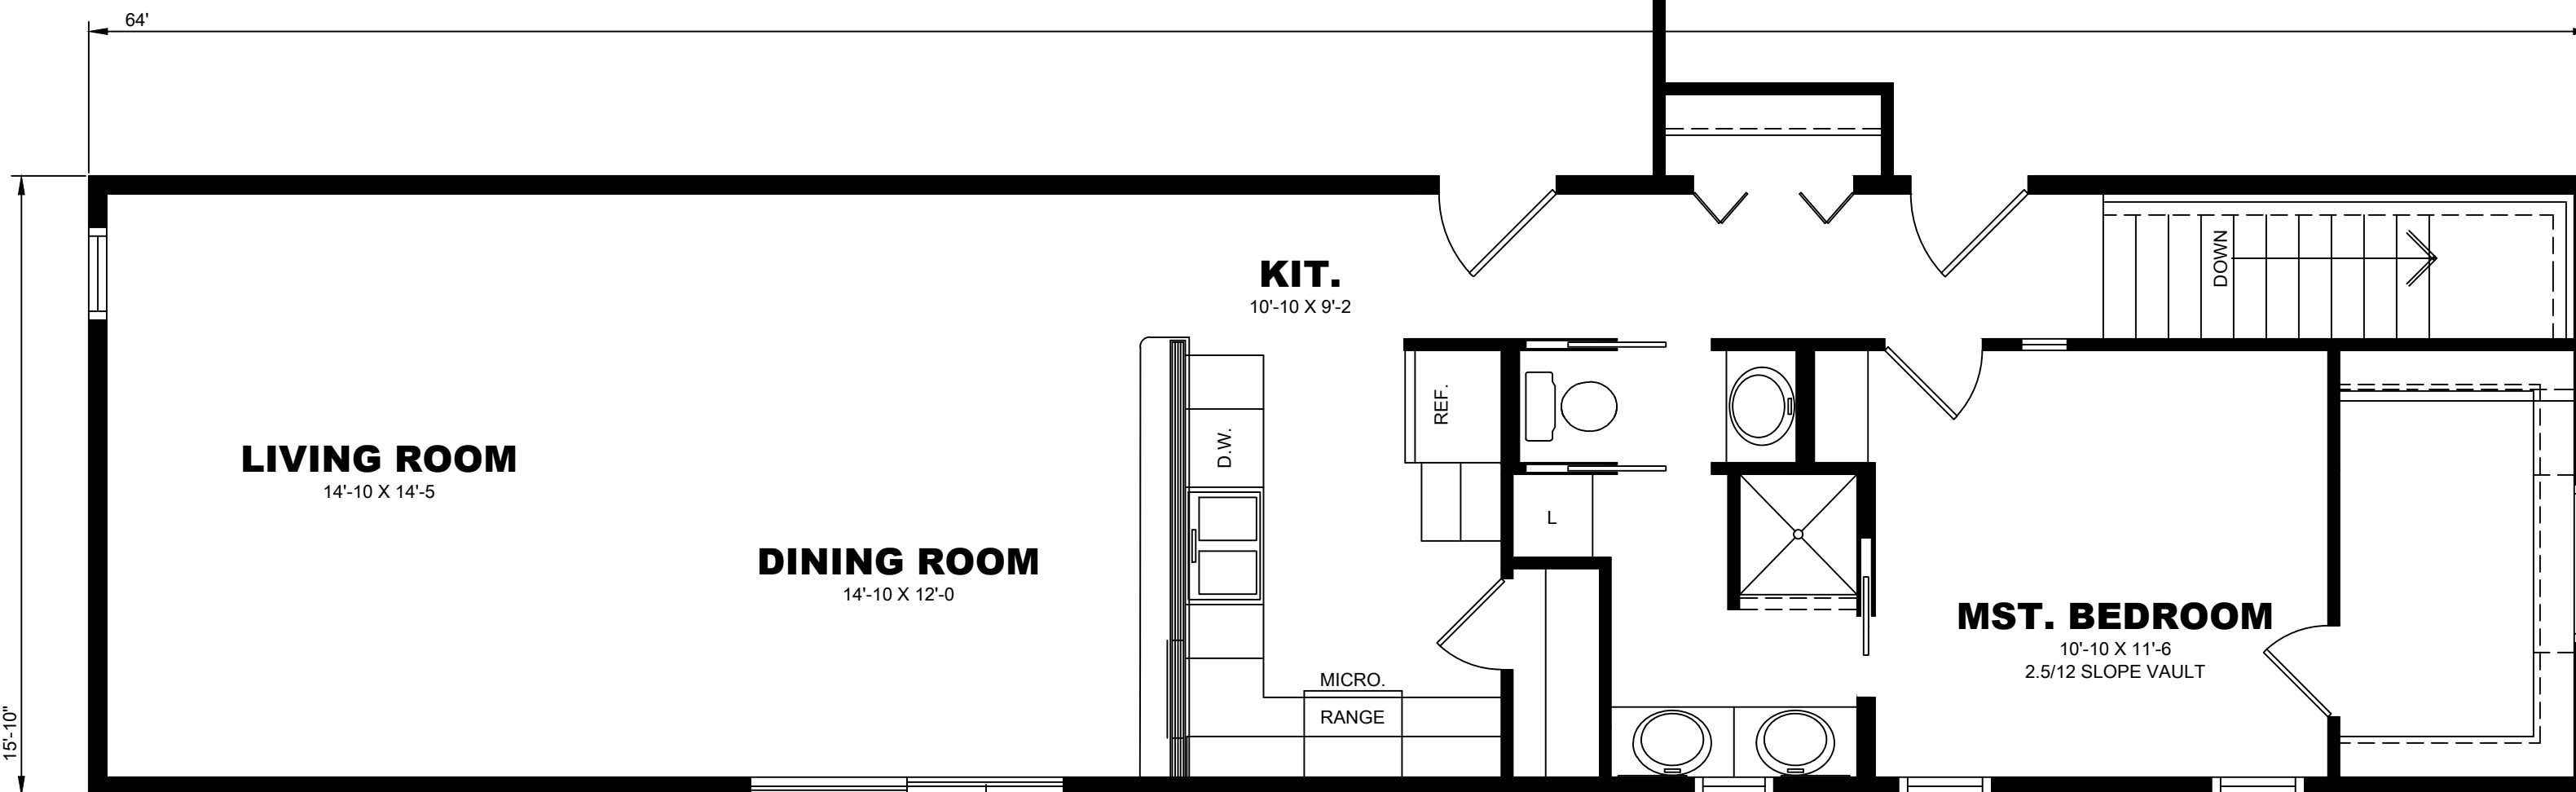 64'
KIT.
10'-10 X 9'-2
DOWN
REF.
D.W.
LIVING ROOM
14'-10 X 14'-5
L
DINING ROOM
14'-10 X 12'-0
MST. BEDROOM
10'-10 X 11'-6
2.5/12 SLOPE VAULT
MICRO.
RANGE
15'-10"